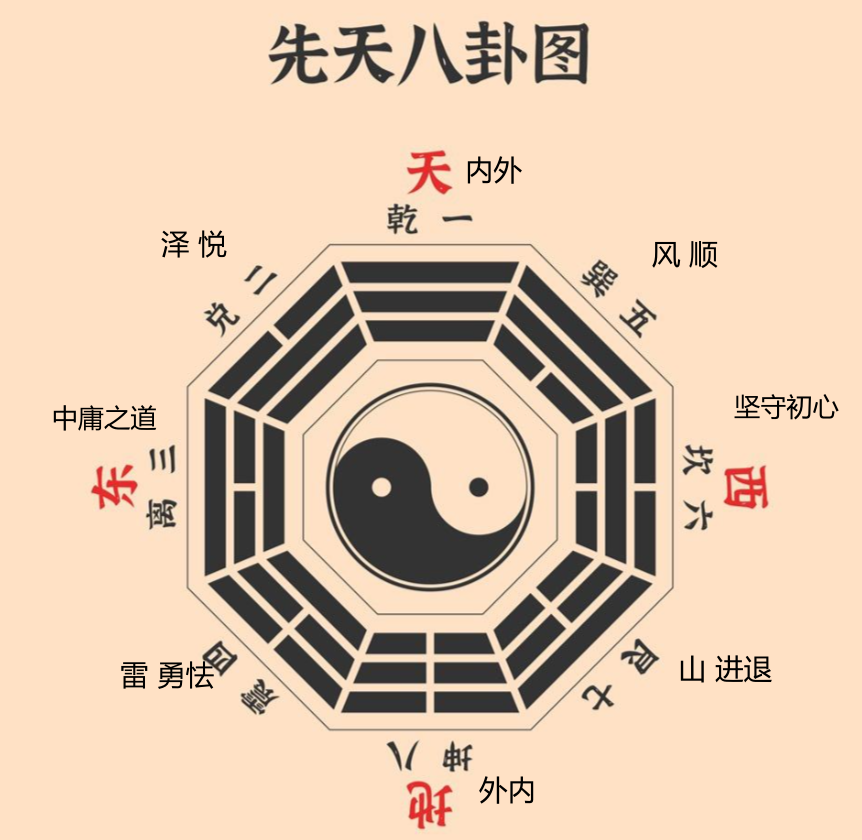 先天八卦图
天 内外
乾 一
泽 悦
兑 二
风 顺
巽 五
中庸之道
东
离 三
坚守初心
西
坎 六
雷 勇怯
震 四
山 进退
艮 七
坤 八
地 外内